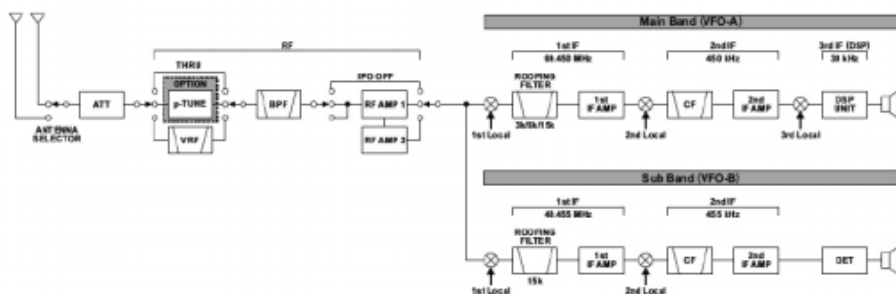 Main Band (VFO-A)
RF
1st IF
69.450 MHz
2nd IF
450 kHz
3rd IF (DSP)
30 kHz
THRU
OPTION
μ-TUNE
IPO-OFF
ROOFING
FILTER
ATT
BPF
RF AMP 1
1st
IF AMP
CF
2nd
IF AMP
DSP
UNIT
3k/6k/15k
ANTENNA
SELECTOR
VRF
RF AMP 2
1st Local
2nd Local
3rd Local
Sub Band (VFO-B)
1st IF
40.455 MHz
2nd IF
455 kHz
ROOFING
FILTER
1st
IF AMP
CF
2nd
IF AMP
DET
15k
1st Local
2nd Local